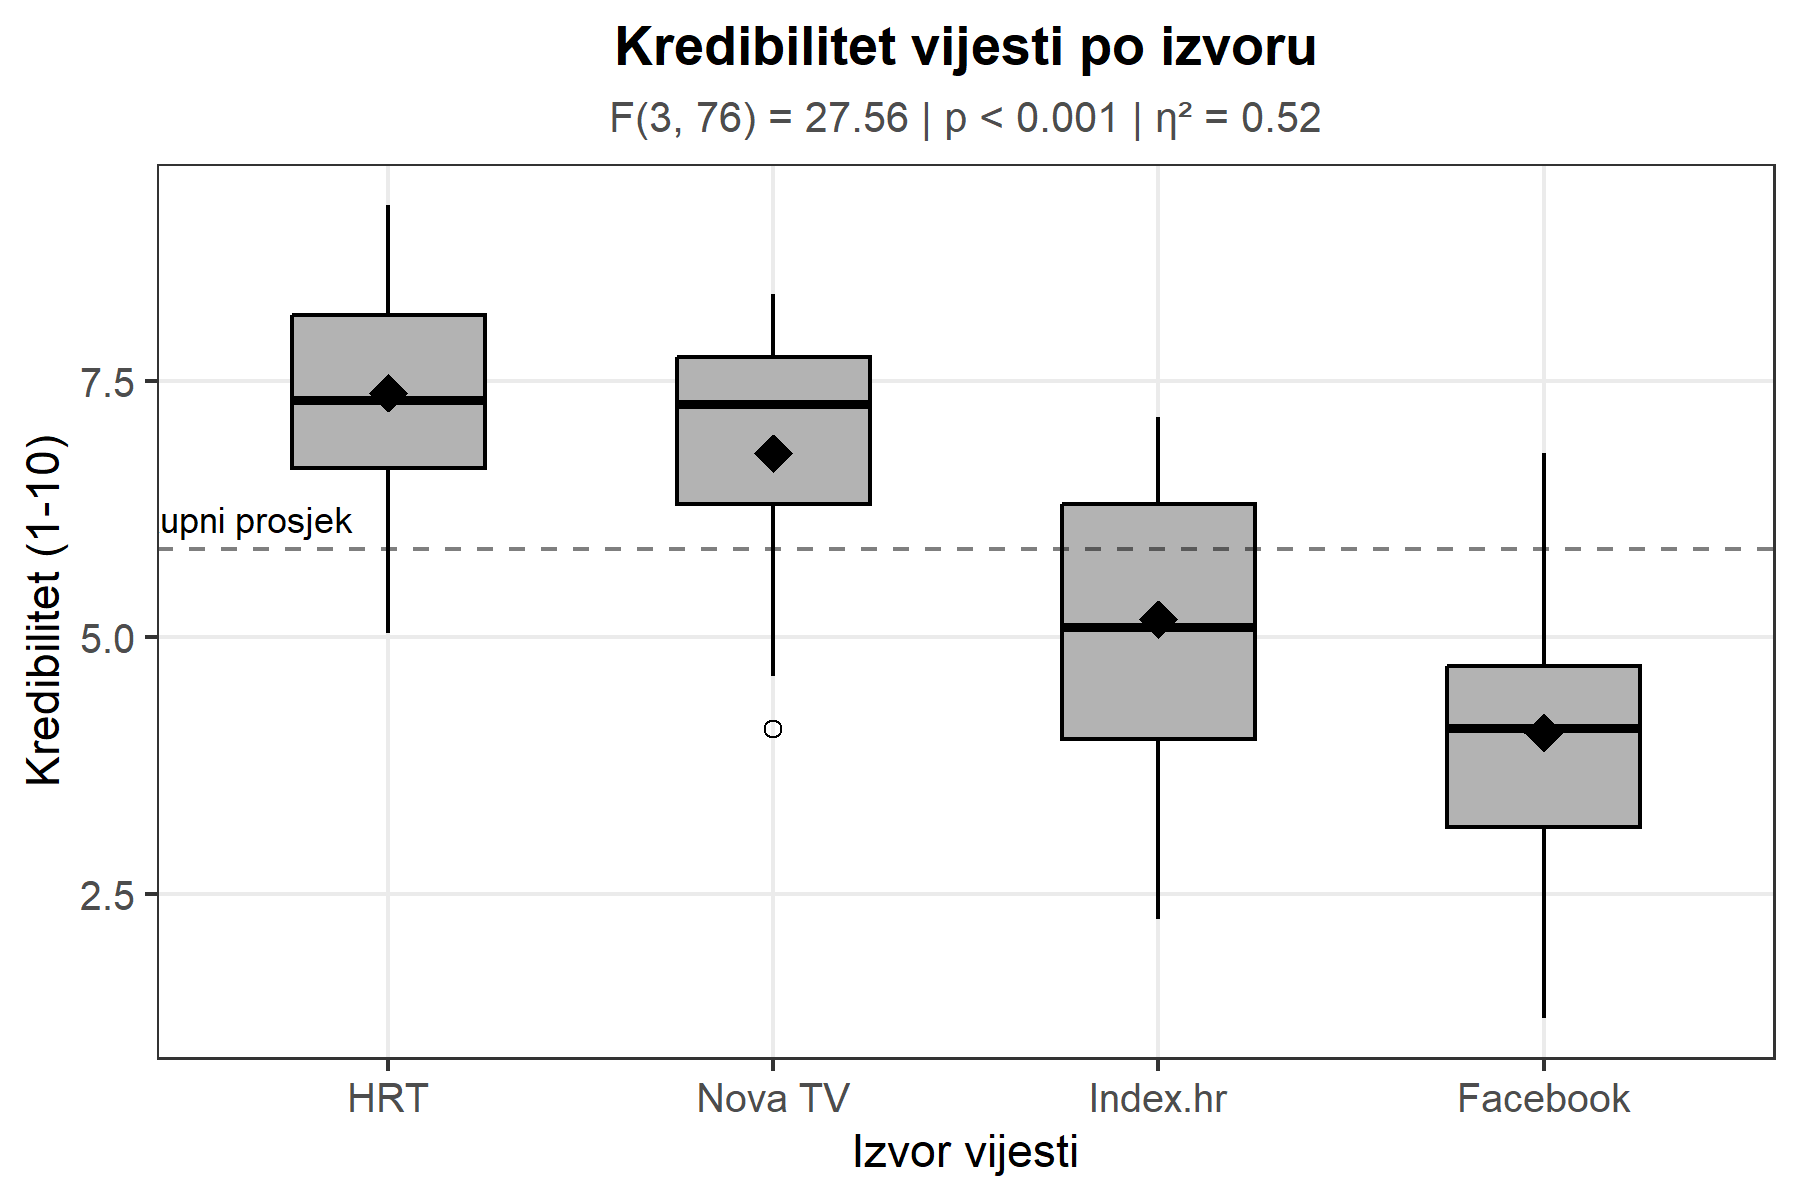 Kredibilitet vijesti po izvoru
F(3, 76) = 27.56 | p < 0.001 | η² = 0.52
Kredibilitet (1-10)
7.5
5.0
2.5
upni prosjek
HRT
Nova TV
Index.hr
Facebook
Izvor vijesti